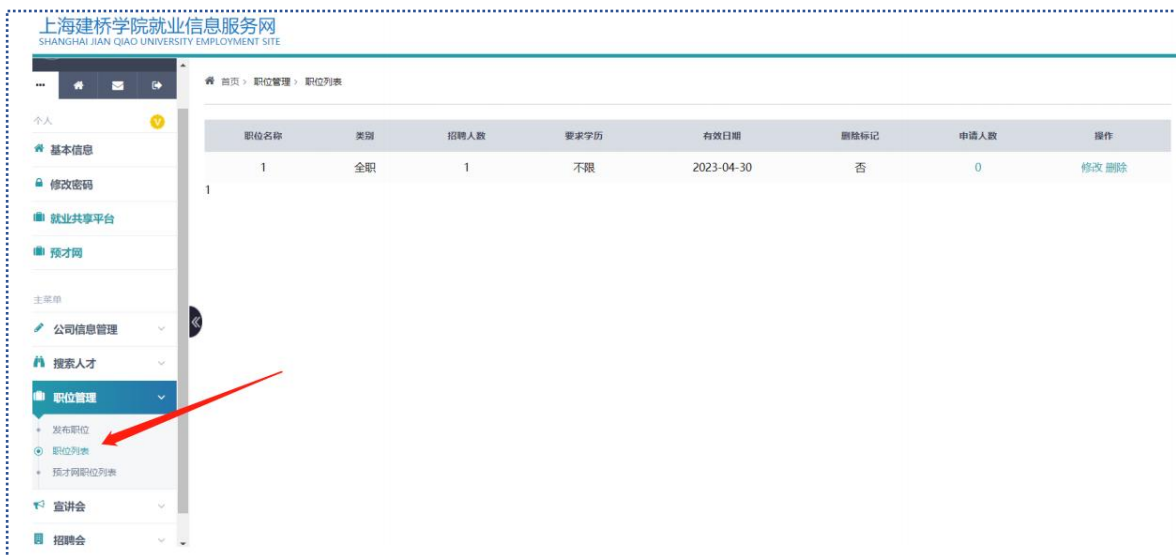 上海建桥学院就业信息服务网
SHANGHAI JIAN QIAO UNIVERSITY EMPLOYMENT SITE
首页 > 职位管理 > 职位列表
个人
基本信息
修改密码
就业共享平台
预才网
主菜单
公司信息管理
搜索人才
职位管理
发布职位
职位列表
预才网职位列表
宣讲会
招聘会
职位名称 类别 招聘人数 要求学历 有效日期 删除标记 申请人数 操作
1 全职 1 不限 2023-04-30 否 0 修改 删除
1